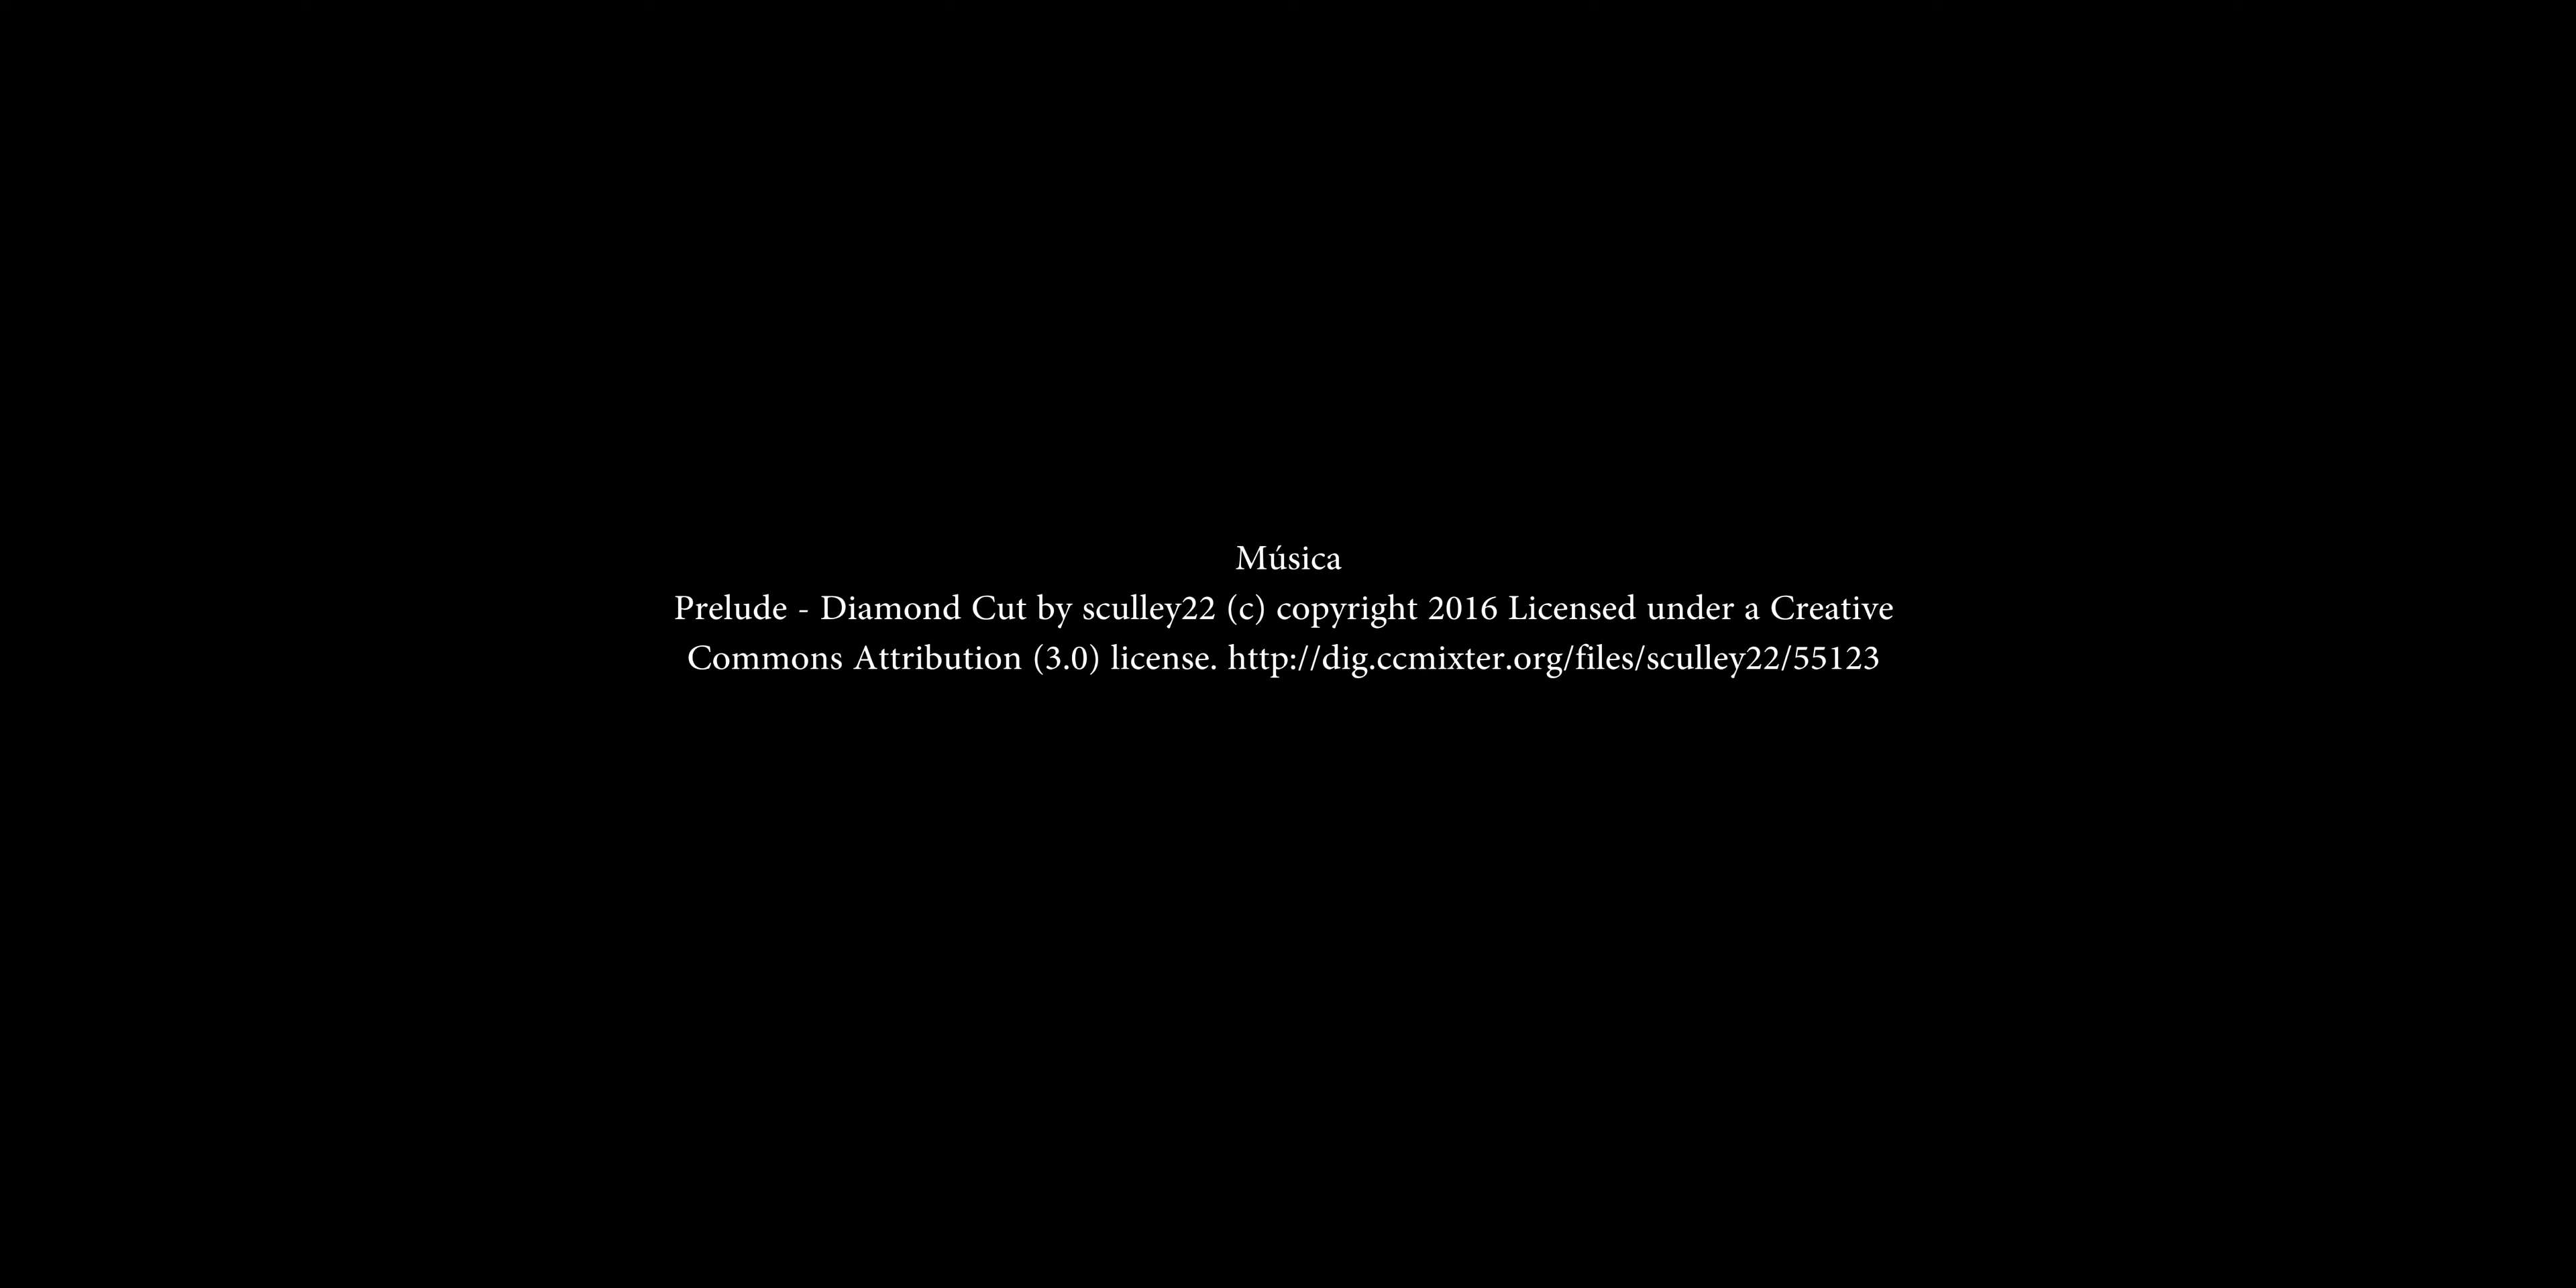 Música
Prelude - Diamond Cut by sculley22 (c) copyright 2016 Licensed under a Creative
Commons Attribution (3.0) license. http://dig.ccmixter.org/files/sculley22/55123